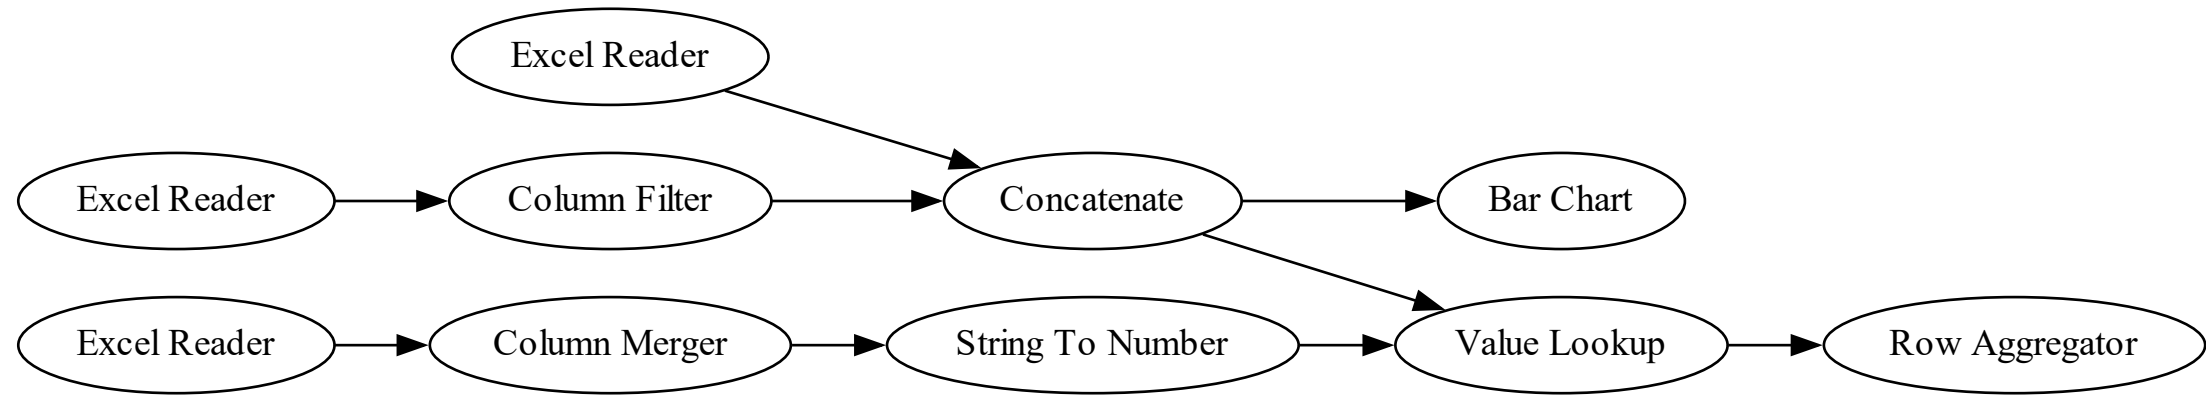 Excel Reader
Excel Reader
Column Filter
Concatenate
Bar Chart
Excel Reader
Column Merger
String To Number
Value Lookup
Row Aggregator